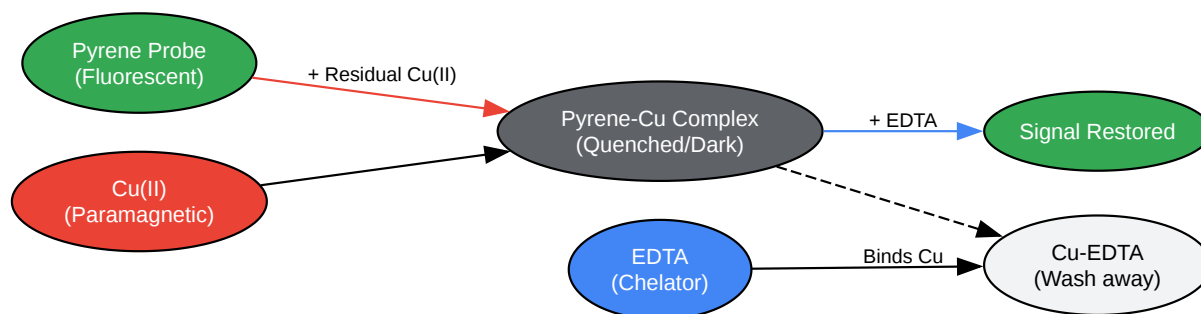 Pyrene Probe
(Fluorescent)
+ Residual Cu(II)
Pyrene-Cu Complex
(Quenched/Dark)
+ EDTA
Signal Restored
Cu(II)
(Paramagnetic)
EDTA
(Chelator)
Binds Cu
Cu-EDTA
(Wash away)